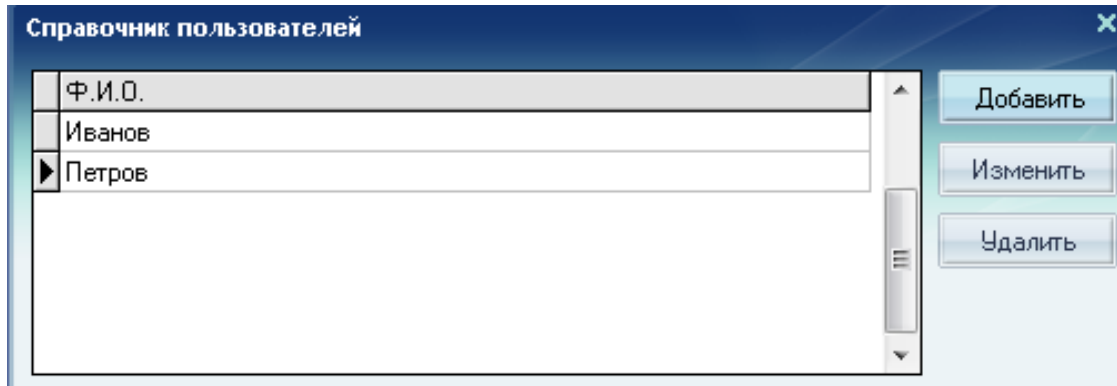 Справочник пользователей
Ф.И.О.
Иванов
Петров
Добавить
Изменить
Удалить